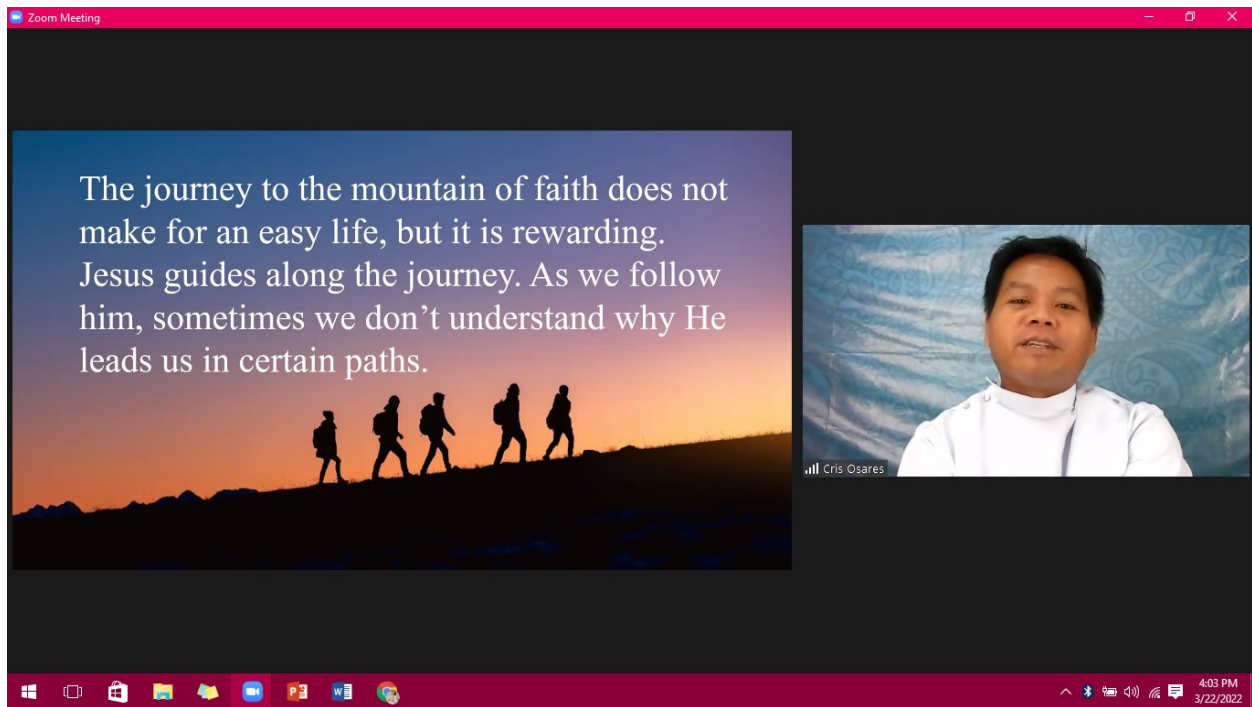 Zoom Meeting
The journey to the mountain of faith does not
make for an easy life, but it is rewarding.
Jesus guides along the journey. As we follow
him, sometimes we don’t understand why He
leads us in certain paths.
Cris Osares
4:03 PM
3/22/2022